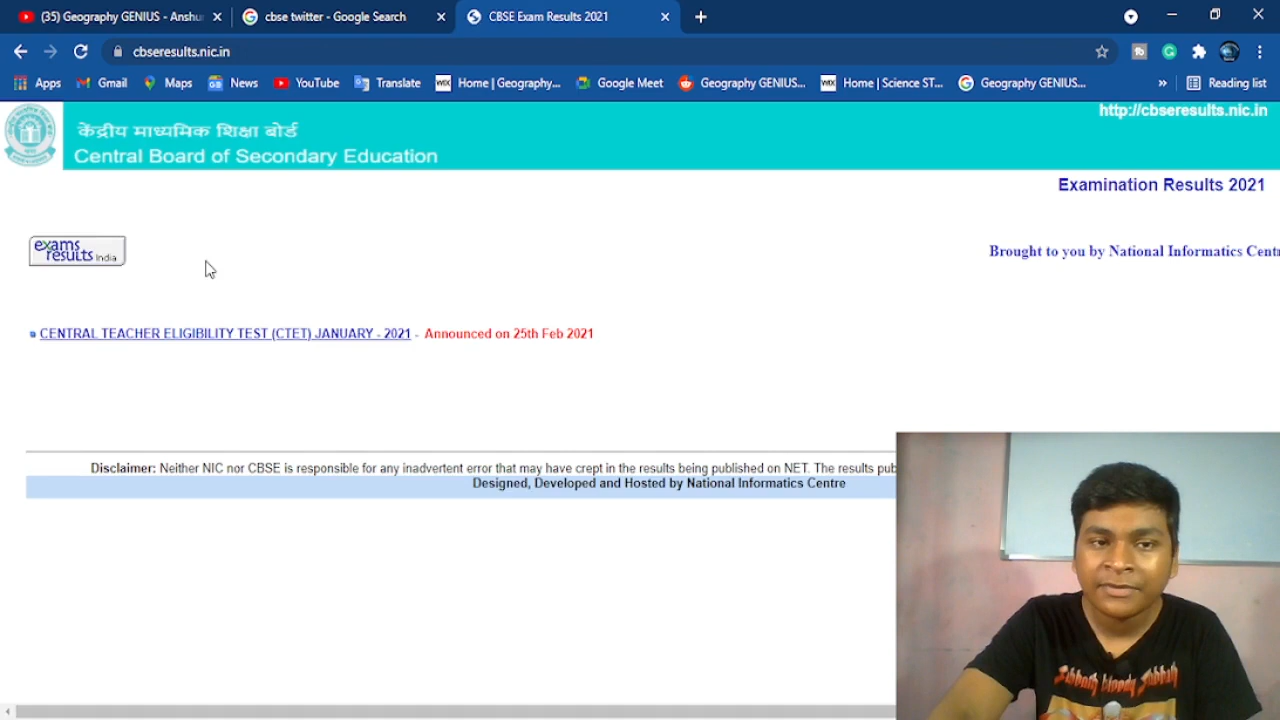 (35) Geography GENIUS - Anshu
cbse twitter - Google Search
CBSE Exam Results 2021
cbseresults.nic.in
Apps
Gmail
Maps
News
YouTube
Translate
Home | Geography...
Google Meet
Geography GENIUS...
Home | Science ST...
Geography GENIUS...
»
Reading list
http://cbseresults.nic.in
केंद्रीय माध्यमिक शिक्षा बोर्ड
Central Board of Secondary Education
Examination Results 2021
exams
results India
Brought to you by National Informatics Cent
CENTRAL TEACHER ELIGIBILITY TEST (CTET) JANUARY - 2021 - Announced on 25th Feb 2021
Disclaimer: Neither NIC nor CBSE is responsible for any inadvertent error that may have crept in the results being published on NET. The results pub
Designed, Developed and Hosted by National Informatics Centre